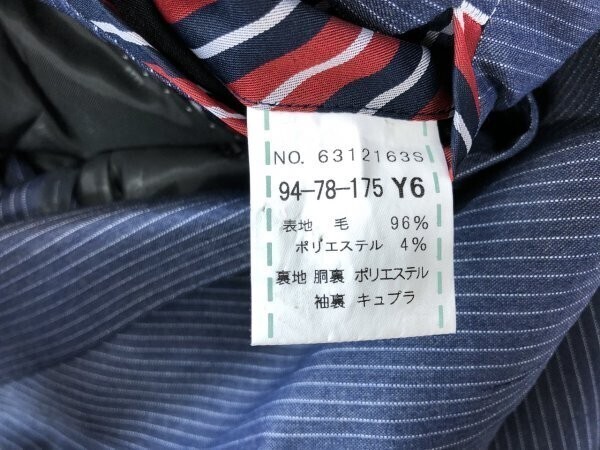 NO. 6312163S
94-78-175 Y6
表地 毛 96%
ポリエステル 4%
裏地 胴裏 ポリエステル
袖裏 キュプラ